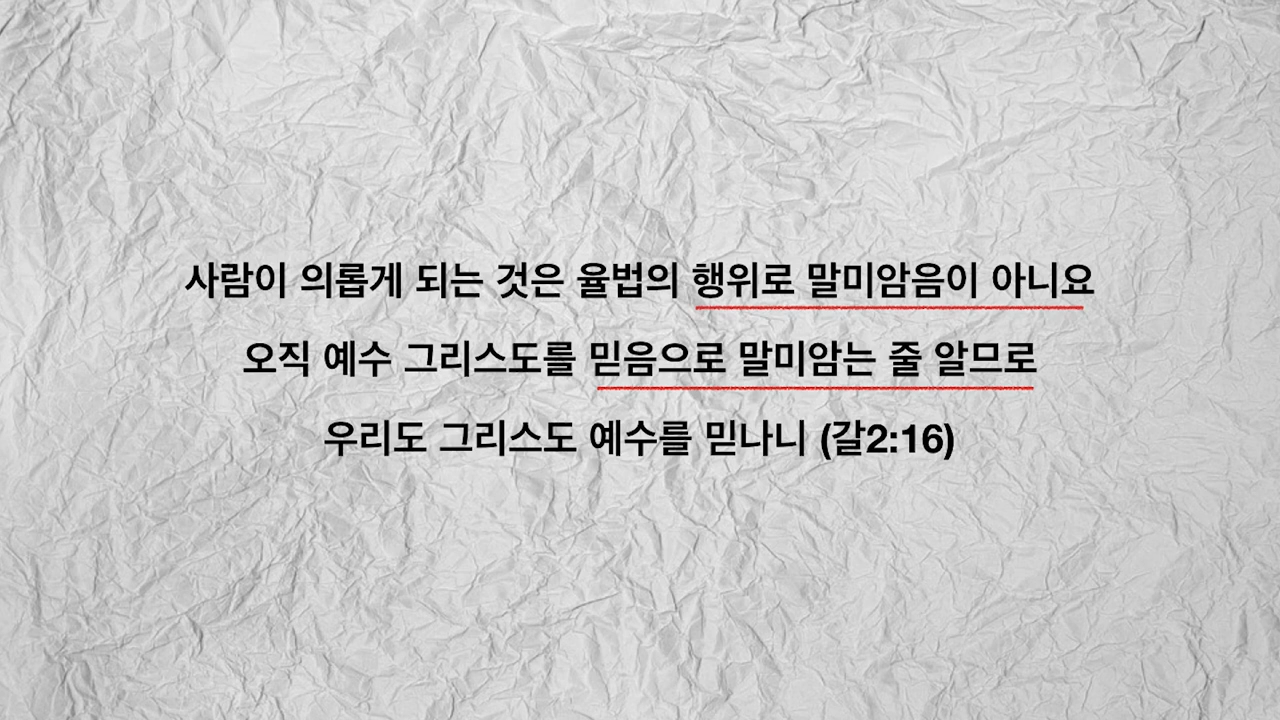 사람이 의롭게 되는 것은 율법의 행위로 말미암음이 아니요
오직 예수 그리스도를 믿음으로 말미암는 줄 알므로
우리도 그리스도 예수를 믿나니 (갈2:16)